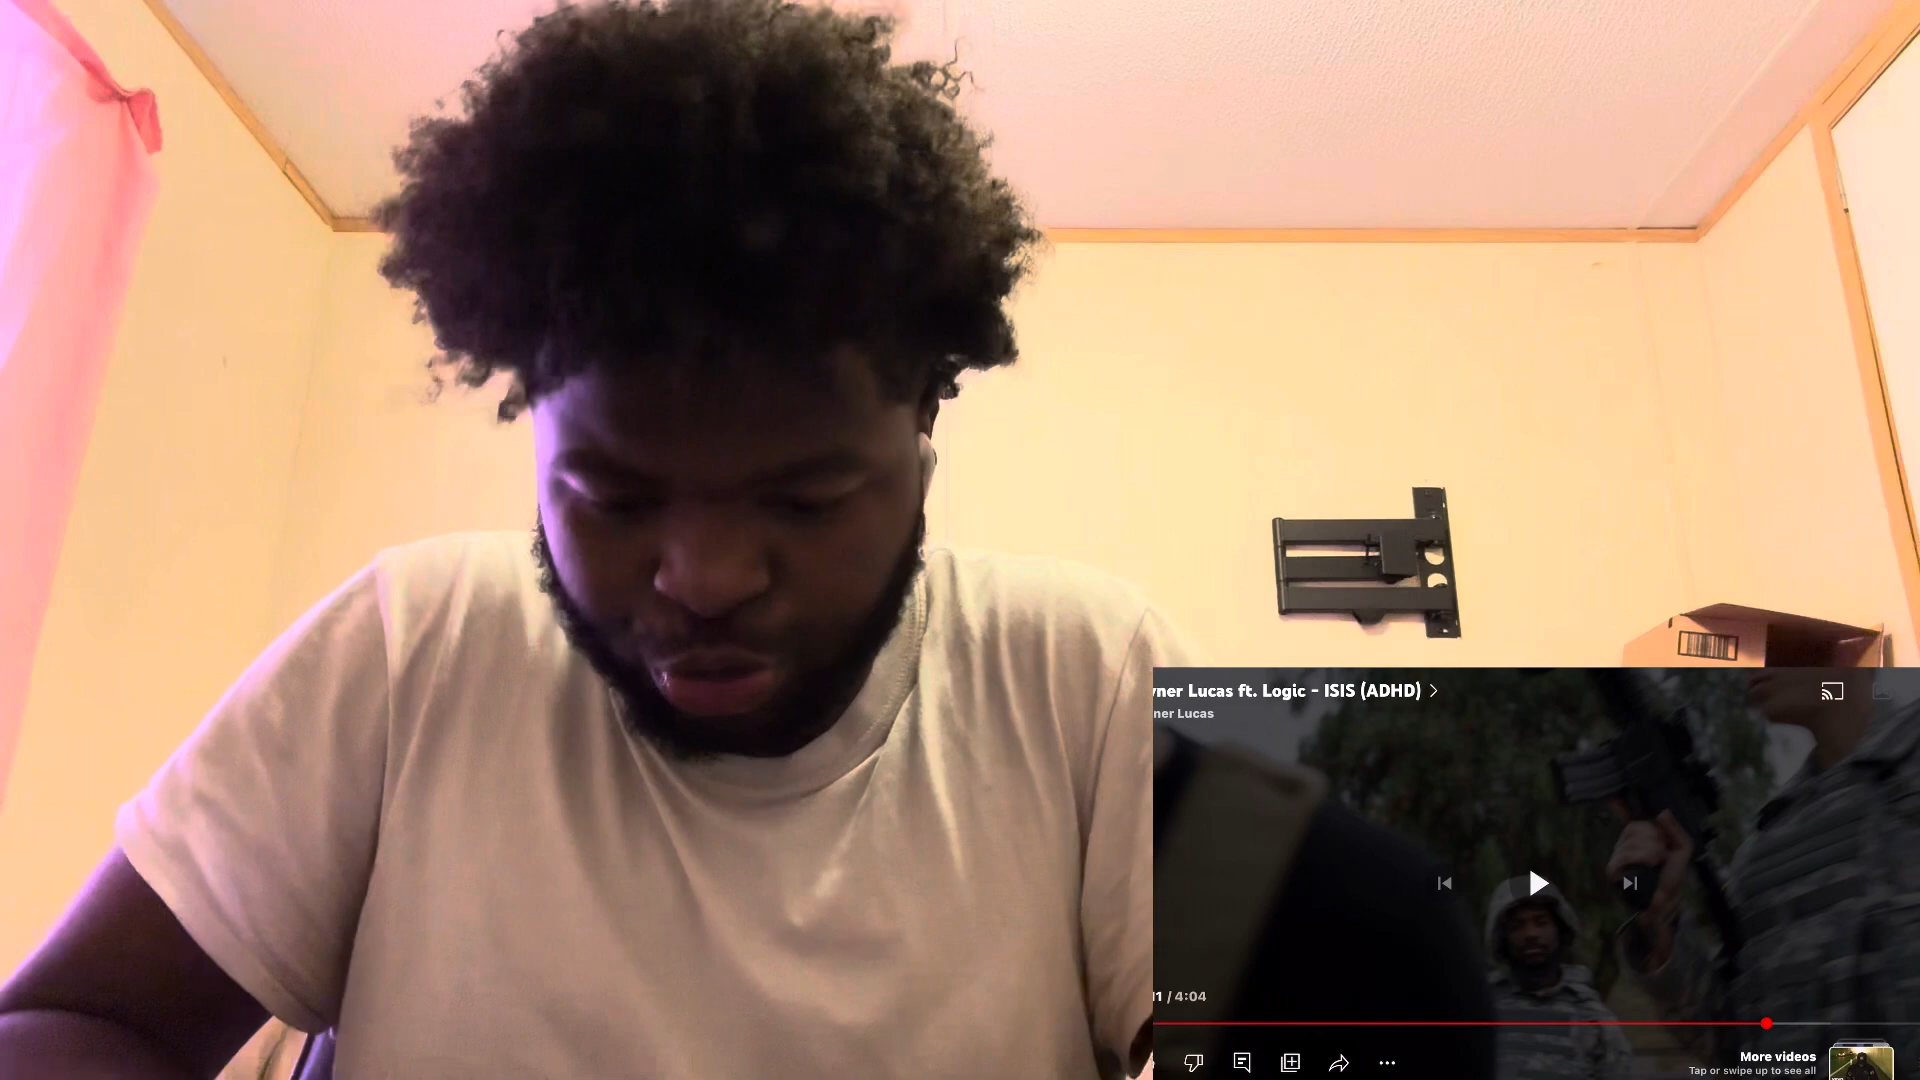 ner Lucas ft. Logic - ISIS (ADHD)
ner Lucas
11 / 4:04
More videos
Tap or swipe up to see all